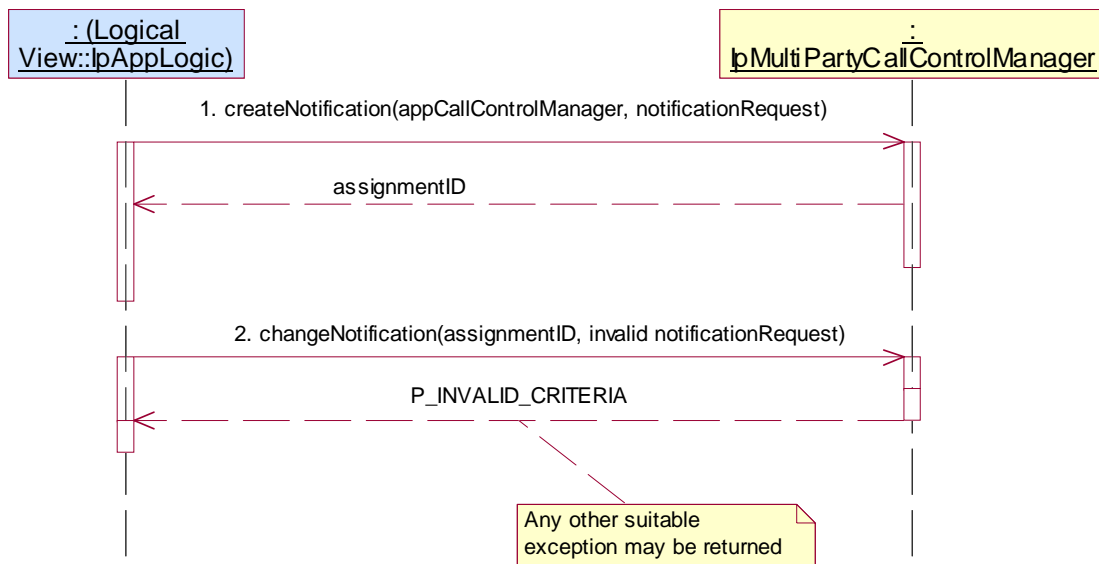 : (Logical
View::IpAppLogic)
:
IpMultiPartyCallControlManager
1. createNotification(appCallControlManager, notificationRequest)
assignmentID
2. changeNotification(assignmentID, invalid notificationRequest)
P_INVALID_CRITERIA
Any other suitable
exception may be returned